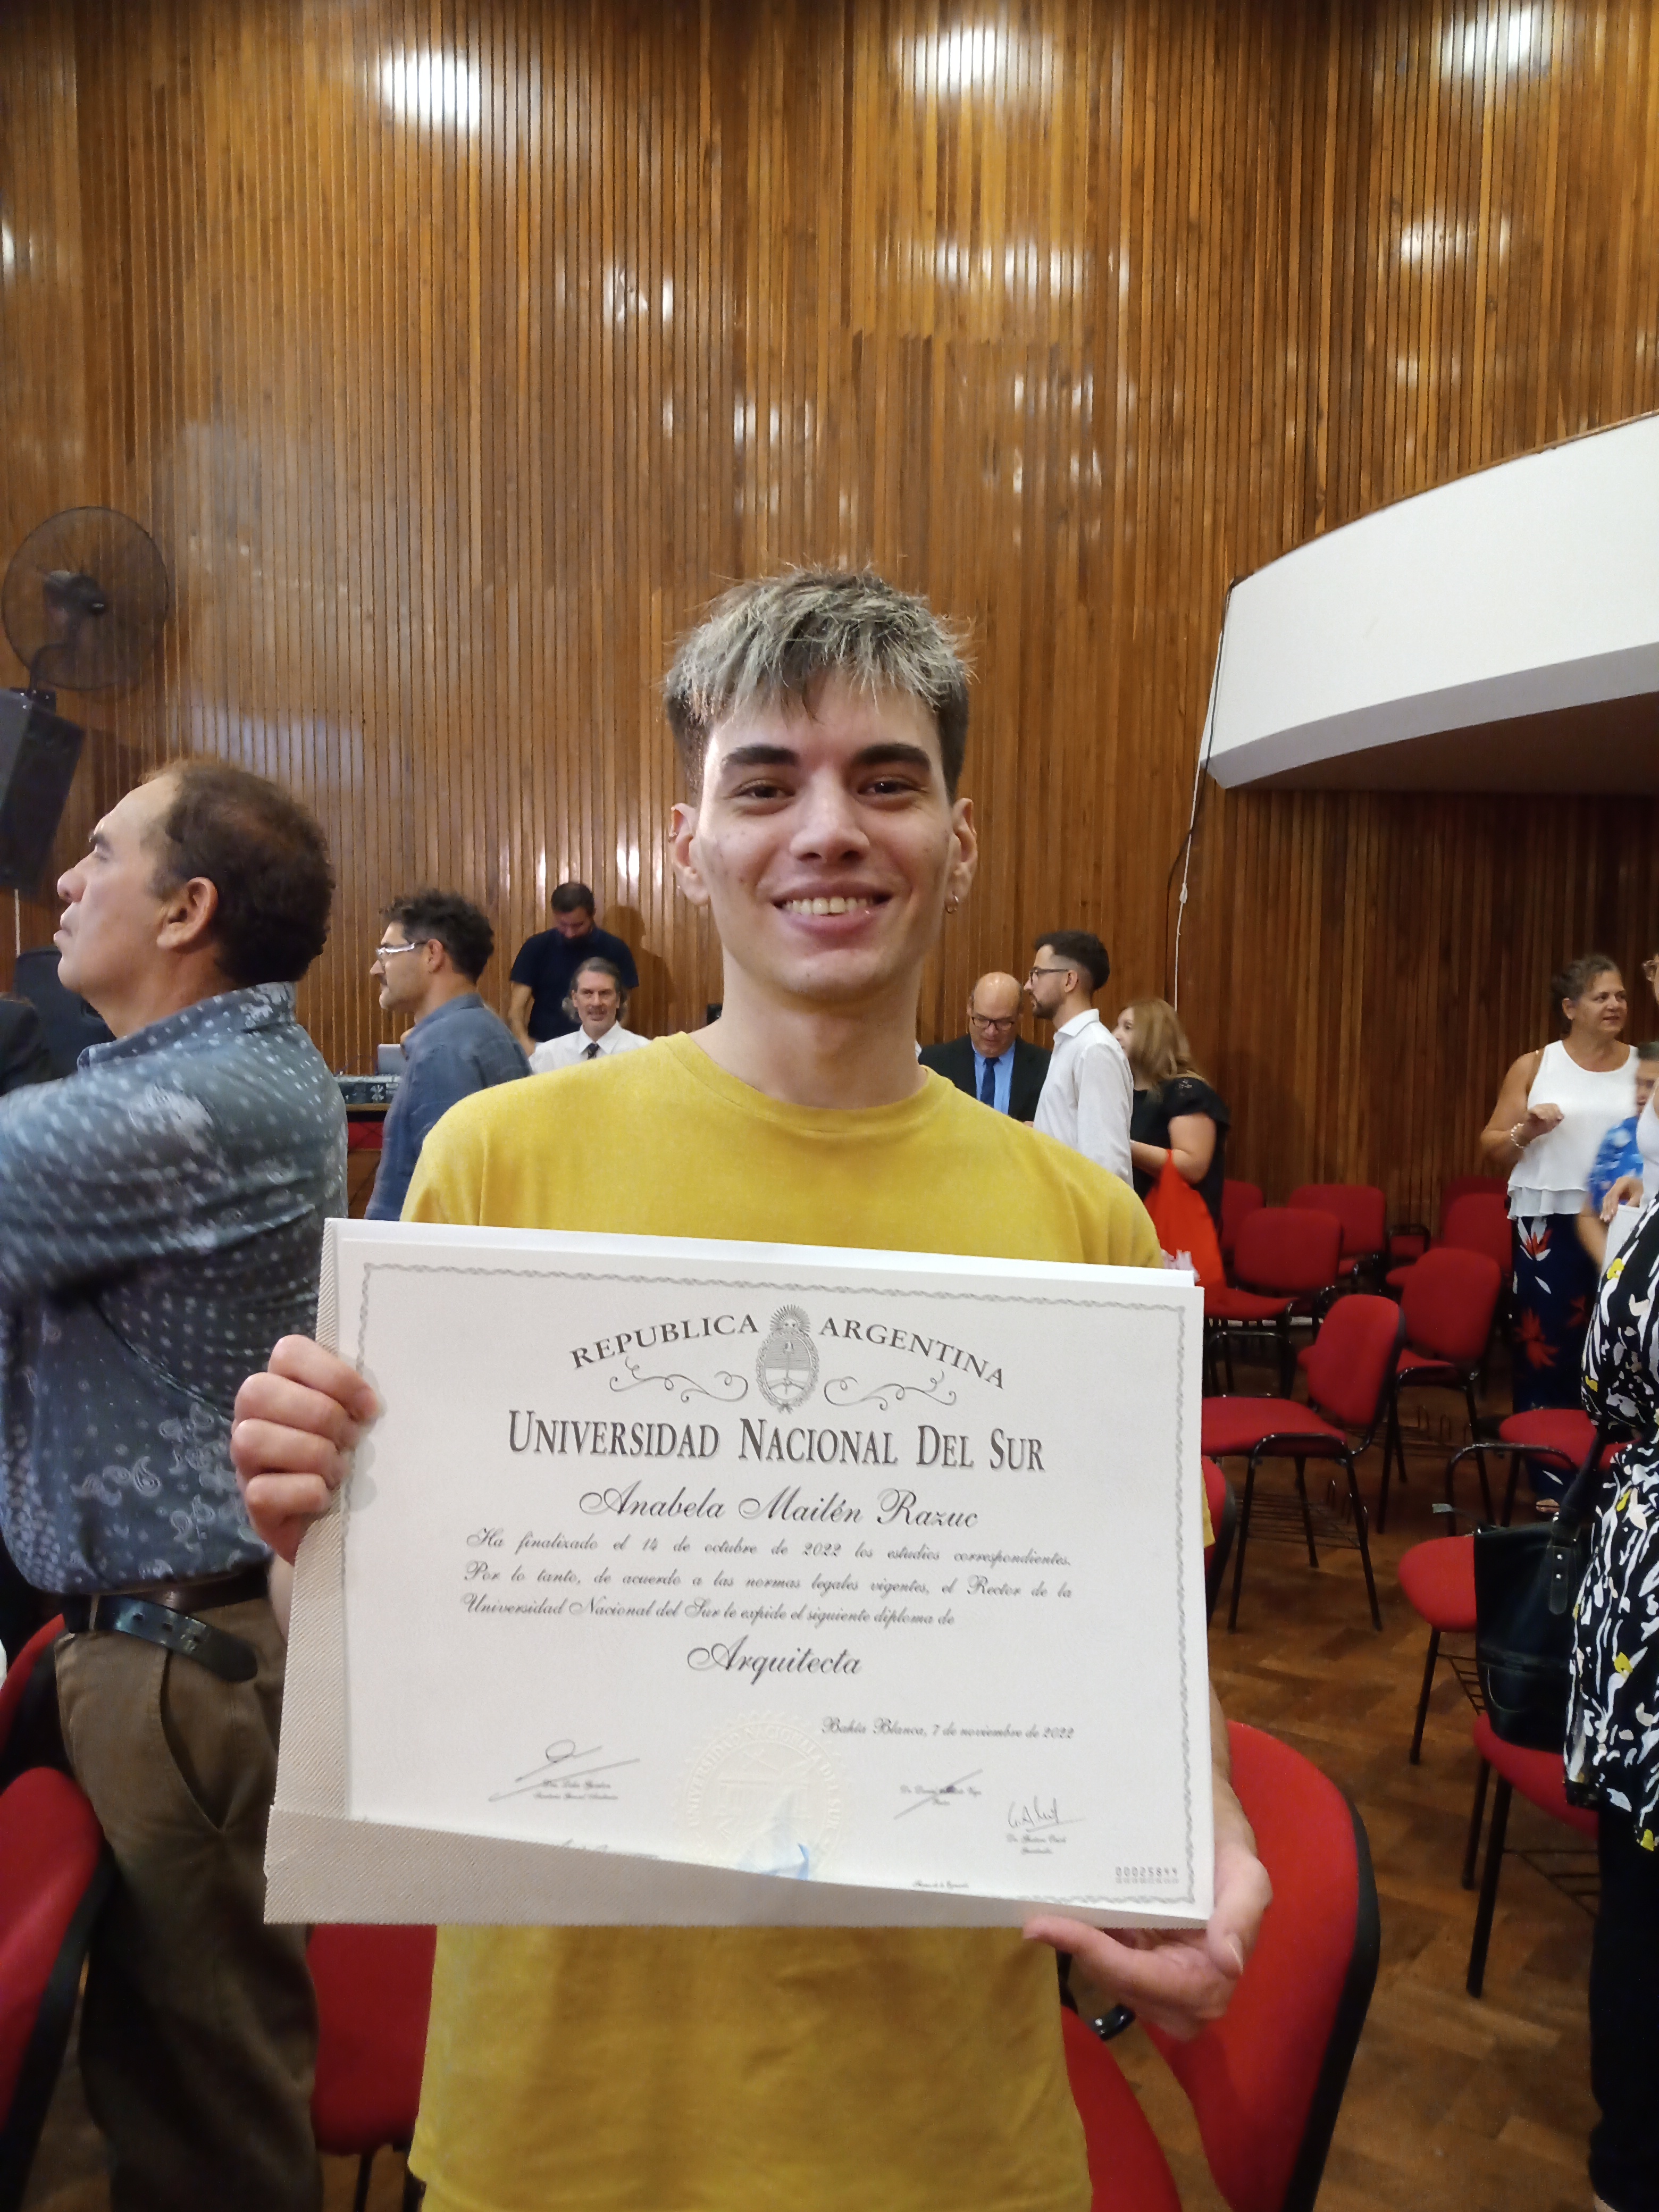 REPUBLICA ARGENTINA
UNIVERSIDAD NACIONAL DEL SUR
Anabela Mailén Razuc
Ha finalizado el 14 de octubre de 2022 los estudios correspondientes.
Por lo tanto, de acuerdo a las normas legales vigentes, el Rector de la
Universidad Nacional del Sur le expide el siguiente diploma de
Arquitecta
Bahía Blanca, 7 de noviembre de 2022